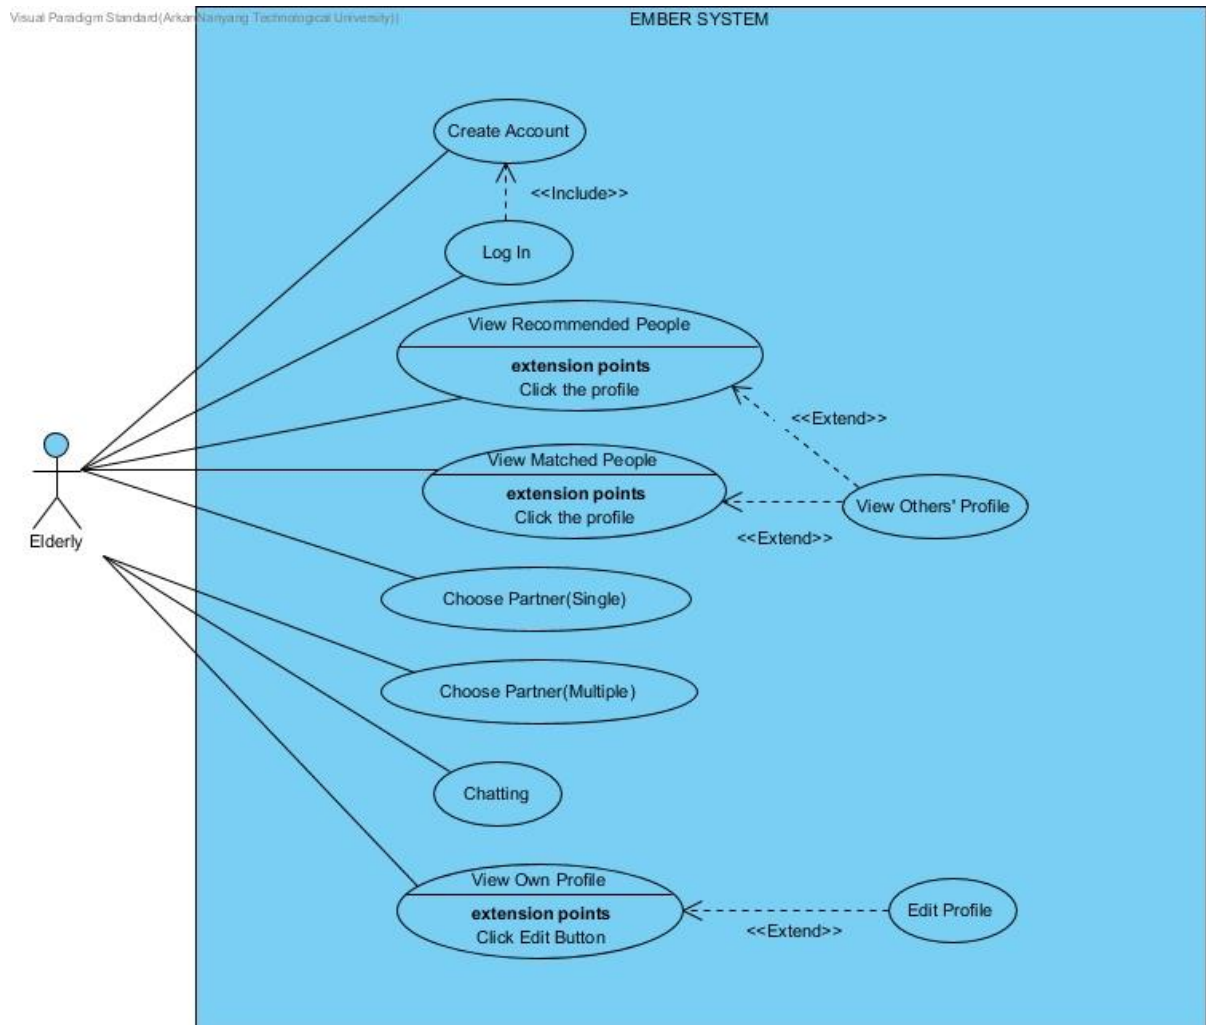 Visual Paradigm Standard(Arkan(Nanyang Technological University))
EMBER SYSTEM
Create Account
<<Include>>
Log In
View Recommended People
extension points
Click the profile
<<Extend>>
View Matched People
extension points
Click the profile
View Others' Profile
<<Extend>>
Elderly
Choose Partner(Single)
Choose Partner(Multiple)
Chatting
View Own Profile
extension points
Click Edit Button
Edit Profile
<<Extend>>